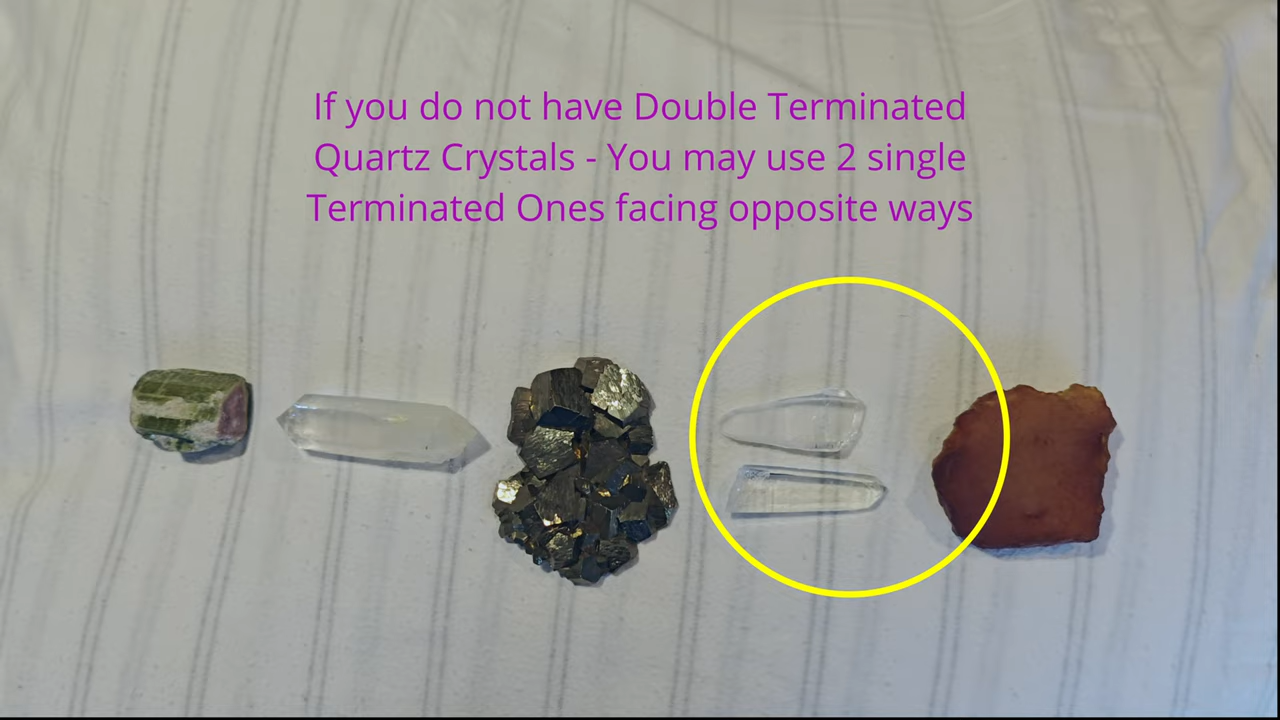 If you do not have Double Terminated
Quartz Crystals - You may use 2 single
Terminated Ones facing opposite ways